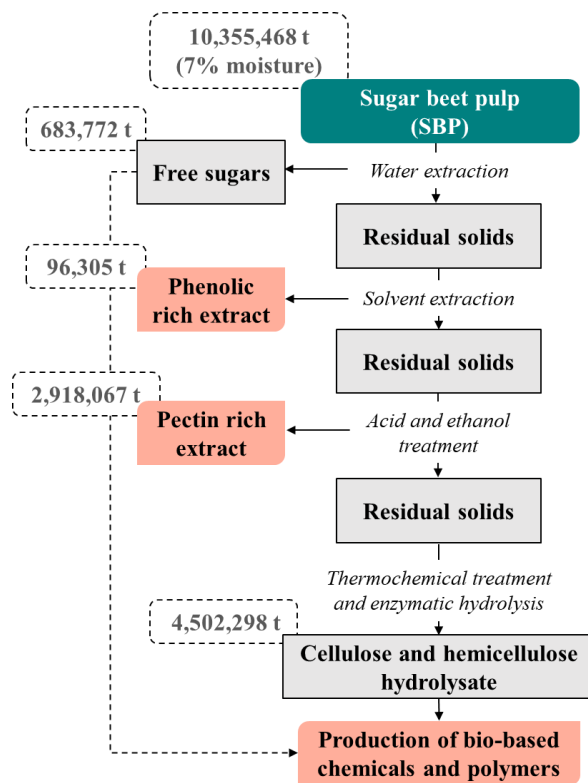 10,355,468 t
(7% moisture)
Sugar beet pulp
(SBP)
683,772 t
Free sugars
Water extraction
Residual solids
96,305 t
Phenolic
rich extract
Solvent extraction
Residual solids
2,918,067 t
Pectin rich
extract
Acid and ethanol
treatment
Residual solids
Thermochemical treatment
and enzymatic hydrolysis
4,502,298 t
Cellulose and hemicellulose
hydrolysate
Production of bio-based
chemicals and polymers